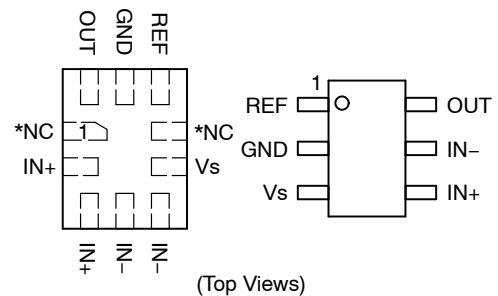 OUT GND REF
*NC 1 *NC
IN+ Vs
IN+ IN− IN−
1
REF OUT
GND IN−
Vs IN+
(Top Views)